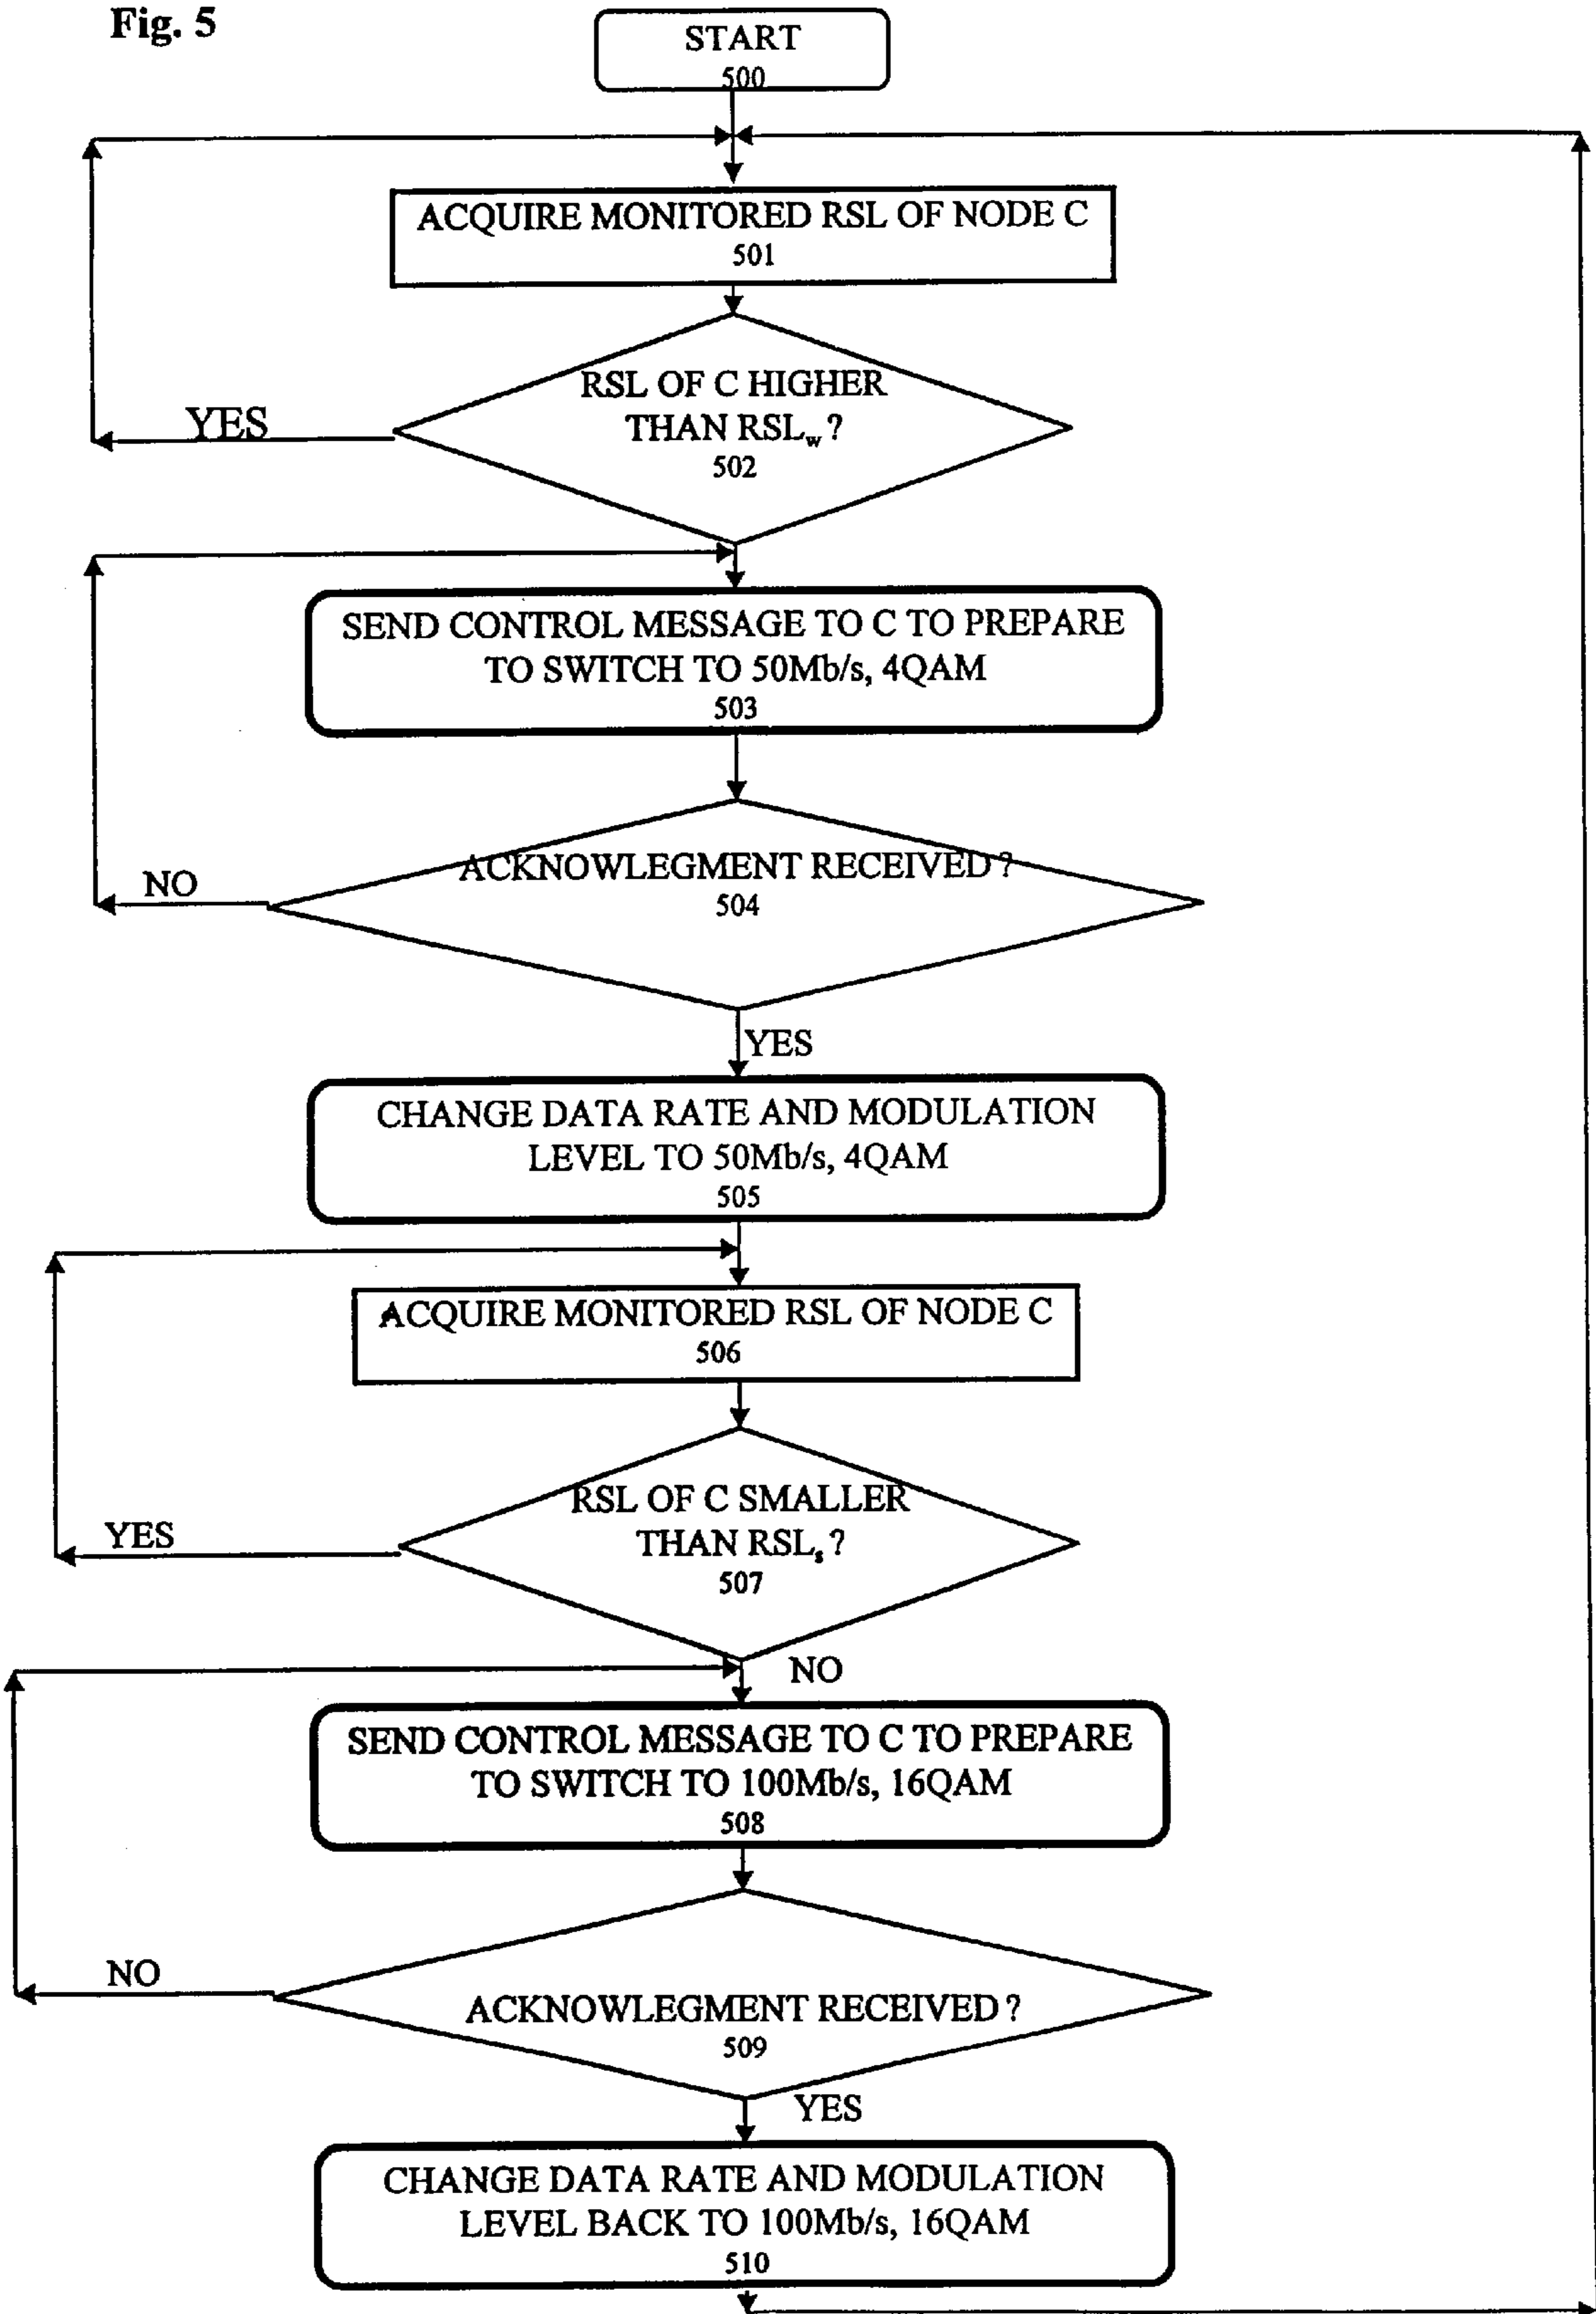 Fig. 5
START
500
ACQUIRE MONITORED RSL OF NODE C
501
RSL OF C HIGHER
THAN RSLw ?
502
YES
SEND CONTROL MESSAGE TO C TO PREPARE
TO SWITCH TO 50Mb/s, 4QAM
503
ACKNOWLEGMENT RECEIVED ?
504
NO
YES
CHANGE DATA RATE AND MODULATION
LEVEL TO 50Mb/s, 4QAM
505
ACQUIRE MONITORED RSL OF NODE C
506
RSL OF C SMALLER
THAN RSLs ?
507
YES
NO
SEND CONTROL MESSAGE TO C TO PREPARE
TO SWITCH TO 100Mb/s, 16QAM
508
NO
ACKNOWLEGMENT RECEIVED ?
509
YES
CHANGE DATA RATE AND MODULATION
LEVEL BACK TO 100Mb/s, 16QAM
510